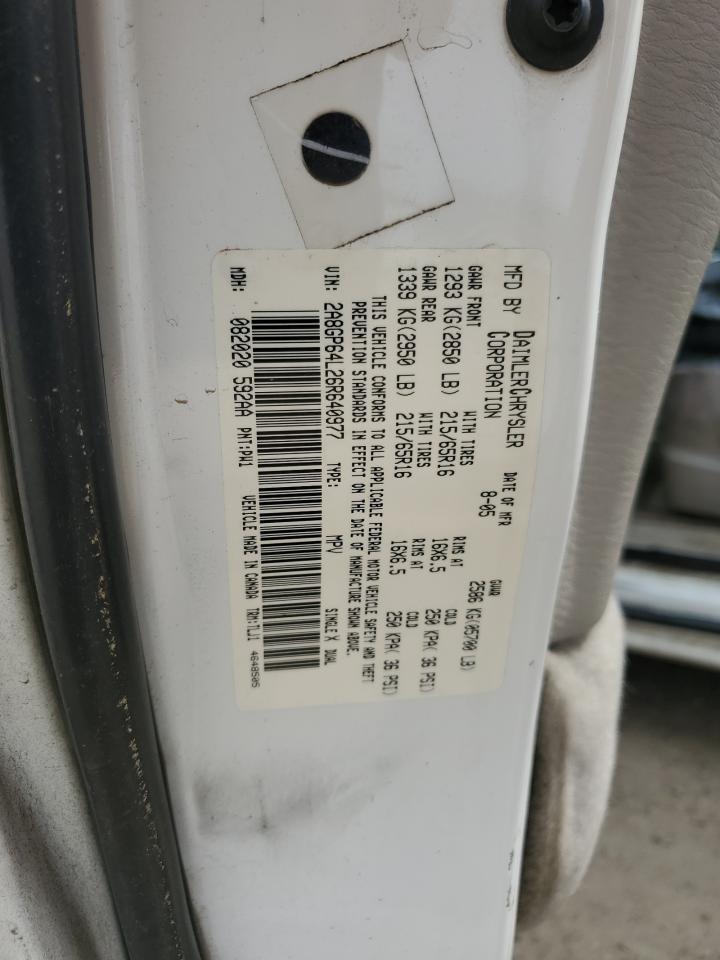 MFD BY DAIMLERCHRYSLER CORPORATION
DATE OF MFR 8-05
GVWR 2586 KG(05700 LB)
GAWR FRONT WITH TIRES RIMS AT COLD
1293 KG(2850 LB) 215/65R16 16X6.5 250 KPA( 36 PSI)
GAWR REAR WITH TIRES RIMS AT COLD
1339 KG(2950 LB) 215/65R16 16X6.5 250 KPA( 36 PSI)
THIS VEHICLE CONFORMS TO ALL APPLICABLE FEDERAL MOTOR VEHICLE SAFETY AND THEFT
PREVENTION STANDARDS IN EFFECT ON THE DATE OF MANUFACTURE SHOWN ABOVE.
VIN: 2A8GP64L26R640977 TYPE: MPV SINGLE X DUAL
MDH: 082020 592AA PNT:PW1 VEHICLE MADE IN CANADA TRM:TLJ1 4648505